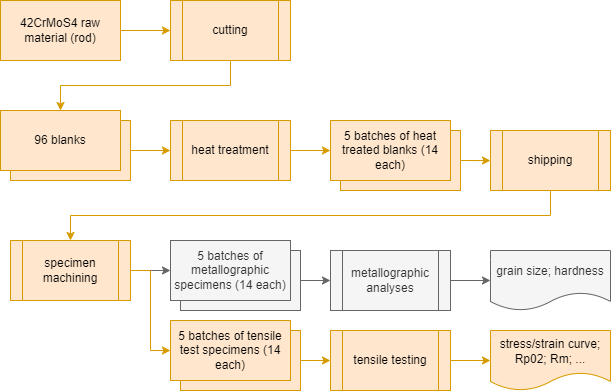 42CrMoS4 raw
material (rod)
cutting
96 blanks
heat treatment
5 batches of heat
treated blanks (14
each)
shipping
specimen
machining
5 batches of
metallographic
specimens (14 each)
metallographic
analyses
grain size; hardness
5 batches of tensile
test specimens (14
each)
tensile testing
stress/strain curve;
Rp02; Rm; ...